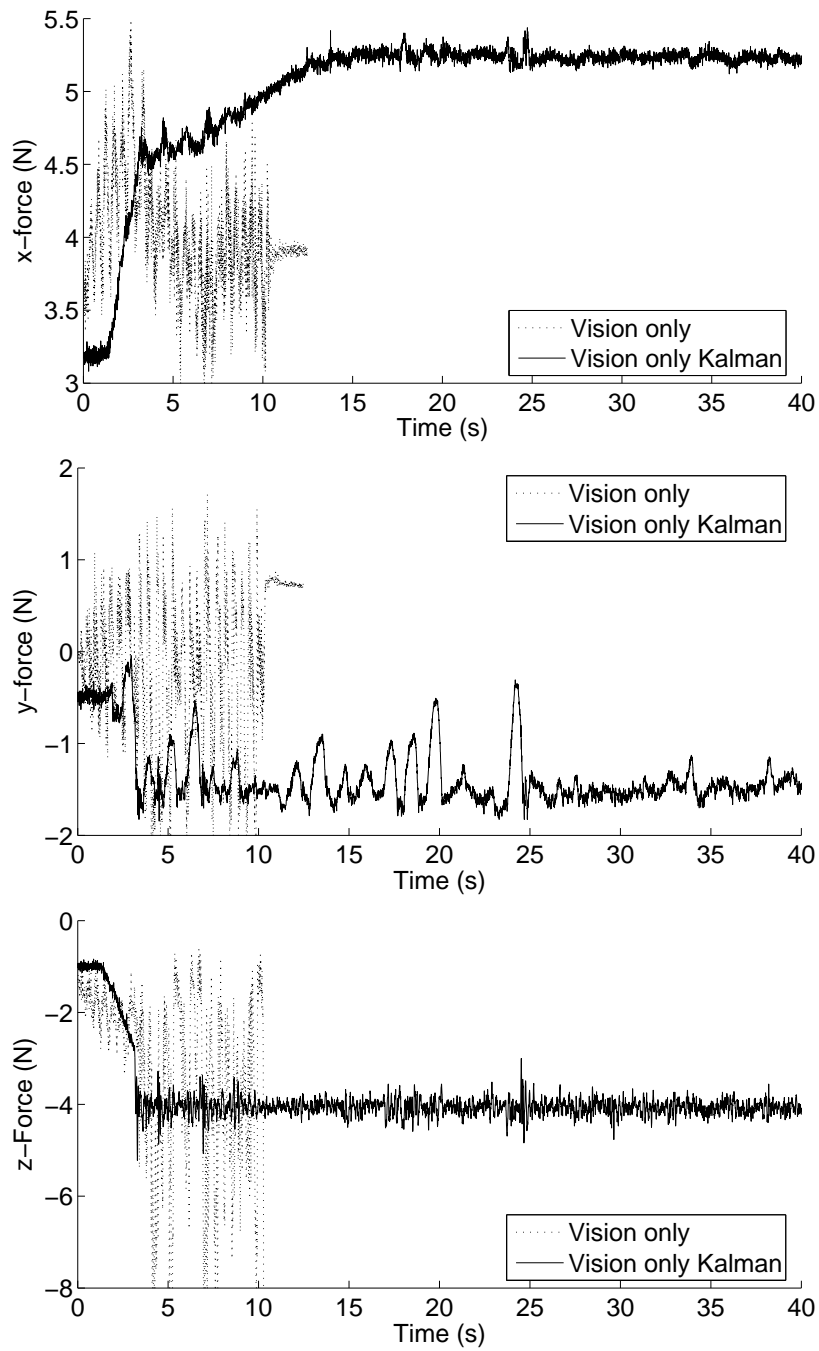 5.5
5
4.5
4
3.5
3
x−force (N)
Vision only
Vision only Kalman
0 5 10 15 20 25 30 35 40
Time (s)
2
1
0
−1
−2
y−force (N)
Vision only
Vision only Kalman
0 5 10 15 20 25 30 35 40
Time (s)
0
−2
−4
−6
−8
z−Force (N)
Vision only
Vision only Kalman
0 5 10 15 20 25 30 35 40
Time (s)